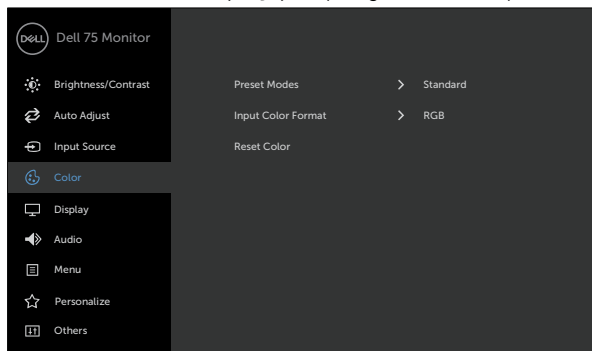 DELL Dell 75 Monitor
Brightness/Contrast
Auto Adjust
Input Source
Color
Display
Audio
Menu
Personalize
Others
Preset Modes > Standard
Input Color Format > RGB
Reset Color